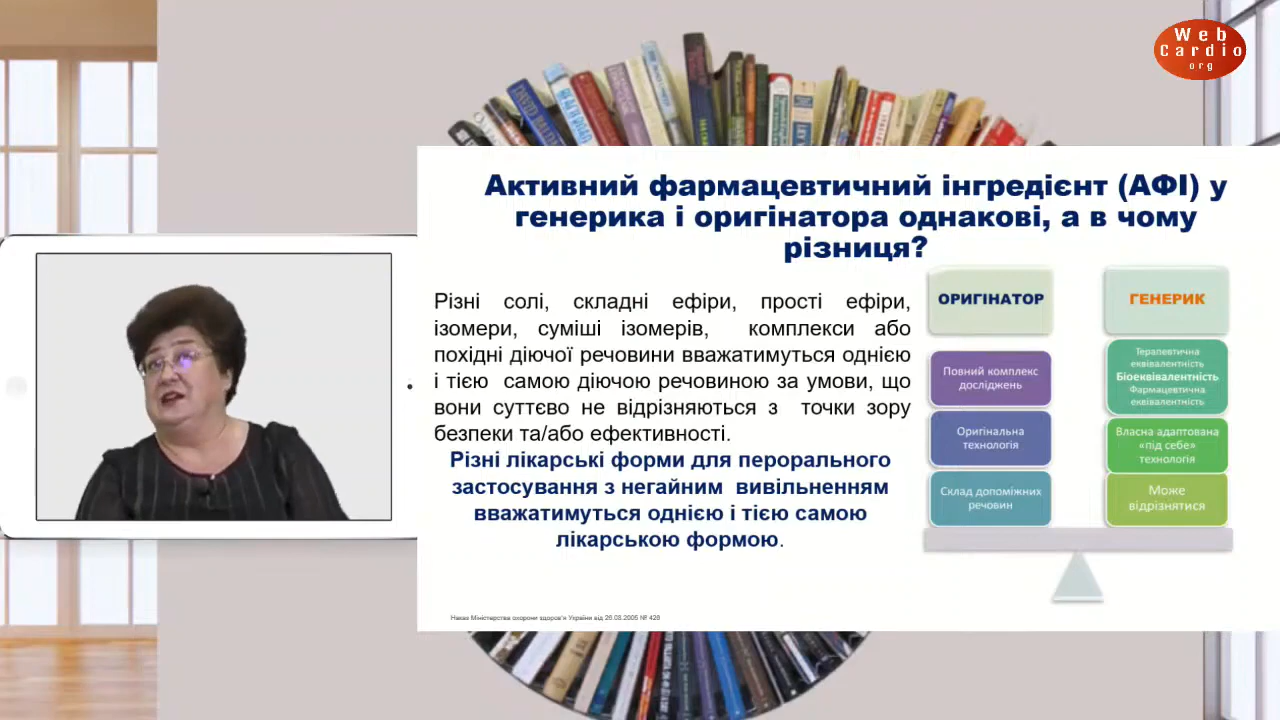 Web
Cardio
org
Активний фармацевтичний інгредієнт (АФІ) у
генерика і оригінатора однакові, а в чому
різниця?
Різні солі, складні ефіри, прості ефіри,
ізомери, суміші ізомерів, комплекси або
похідні діючої речовини вважатимуться однією
і тією самою діючою речовиною за умови, що
вони суттєво не відрізняються з точки зору
безпеки та/або ефективності.
Різні лікарські форми для перорального
застосування з негайним вивільненням
вважатимуться однією і тією самою
лікарською формою.
ОРИГІНАТОР
Повний комплекс
досліджень
Оригінальна
технологія
Склад допоміжних
речовин
ГЕНЕРИК
Терапевтична
еквівалентність
Біоеквівалентність
Фармацевтична
еквівалентність
Власна адаптована
«під себе»
технологія
Може
відрізнятися
Наказ Міністерства охорони здоров'я України від 26.08.2005 № 426